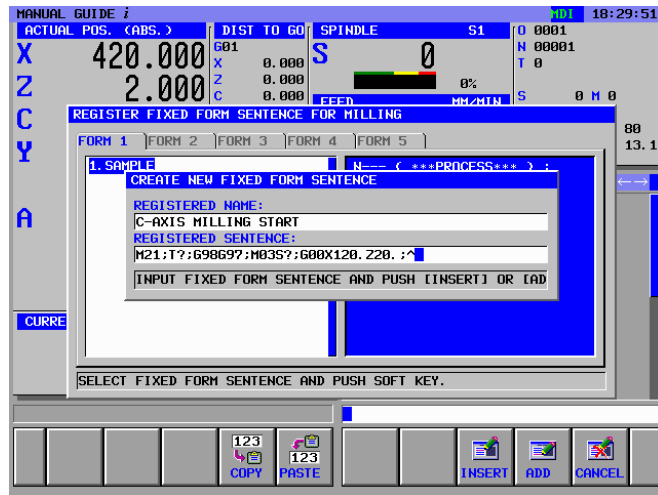 MANUAL GUIDE i MDI 18:29:51
ACTUAL POS. (ABS.) DIST TO GO SPINDLE S1 O 0001
X 420.000 G01 S 0 N 00001
X 0.000 T 0
Z 2.000 Z 0.000 0%
C 0.000 FEED MM/MIN S 0 M 0
C REGISTER FIXED FORM SENTENCE FOR MILLING
80
Y FORM 1 FORM 2 FORM 3 FORM 4 FORM 5 13.1
1.SAMPLE N--- ( ***PROCESS*** ) ;
CREATE NEW FIXED FORM SENTENCE ←→
REGISTERED NAME:
A C-AXIS MILLING START
REGISTERED SENTENCE:
M21;T?;G98G97;M03S?;G00X120.Z20.;^
INPUT FIXED FORM SENTENCE AND PUSH [INSERT] OR [AD
CURRE
SELECT FIXED FORM SENTENCE AND PUSH SOFT KEY.
123 123
COPY PASTE INSERT ADD CANCEL